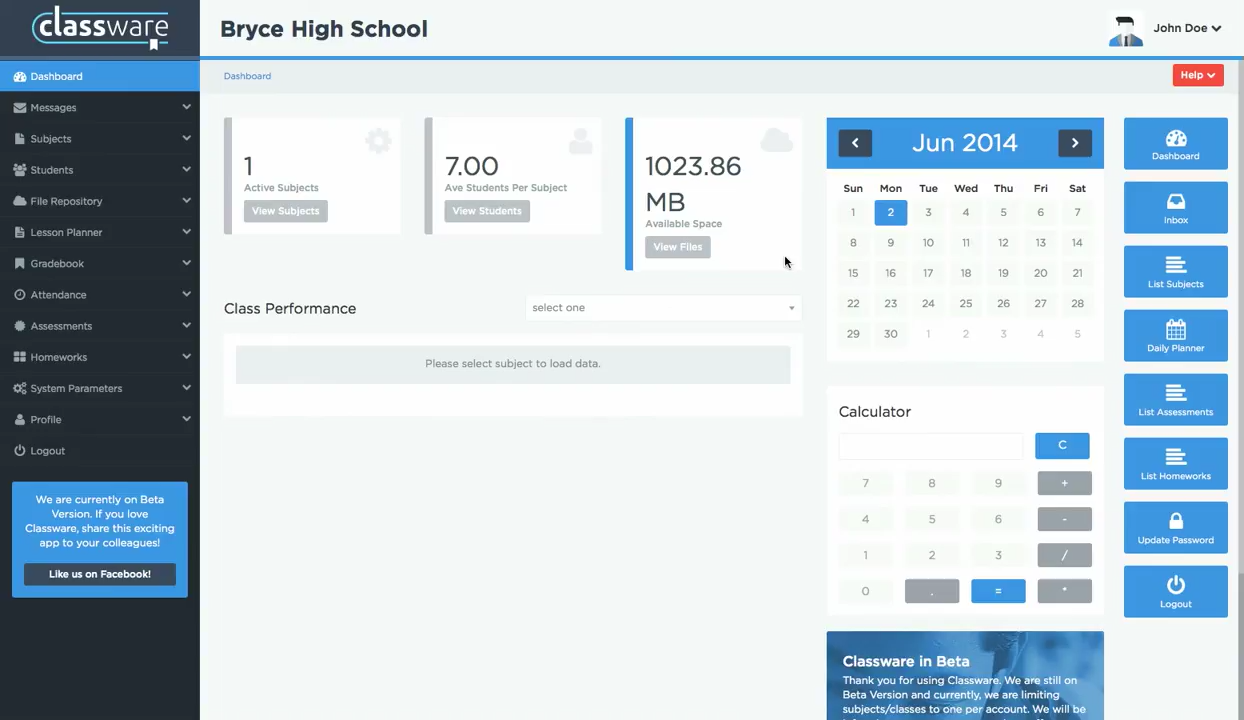 classware
Bryce High School
John Doe
Dashboard
Messages
Subjects
Students
File Repository
Lesson Planner
Gradebook
Attendance
Assessments
Homeworks
System Parameters
Profile
Logout
We are currently on Beta
Version. If you love
Classware, share this exciting
app to your colleagues!
Like us on Facebook!
Dashboard
Help
1
Active Subjects
View Subjects
7.00
Ave Students Per Subject
View Students
1023.86
MB
Available Space
View Files
Class Performance
select one
Please select subject to load data.
Jun 2014
Sun Mon Tue Wed Thu Fri Sat
1 2 3 4 5 6 7
8 9 10 11 12 13 14
15 16 17 18 19 20 21
22 23 24 25 26 27 28
29 30 1 2 3 4 5
Calculator
C
7 8 9 +
4 5 6 -
1 2 3 /
0 . = *
Classware in Beta
Thank you for using Classware. We are still on
Beta Version and currently, we are limiting
subjects/classes to one per account. We will be
Dashboard
Inbox
List Subjects
Daily Planner
List Assessments
List Homeworks
Update Password
Logout